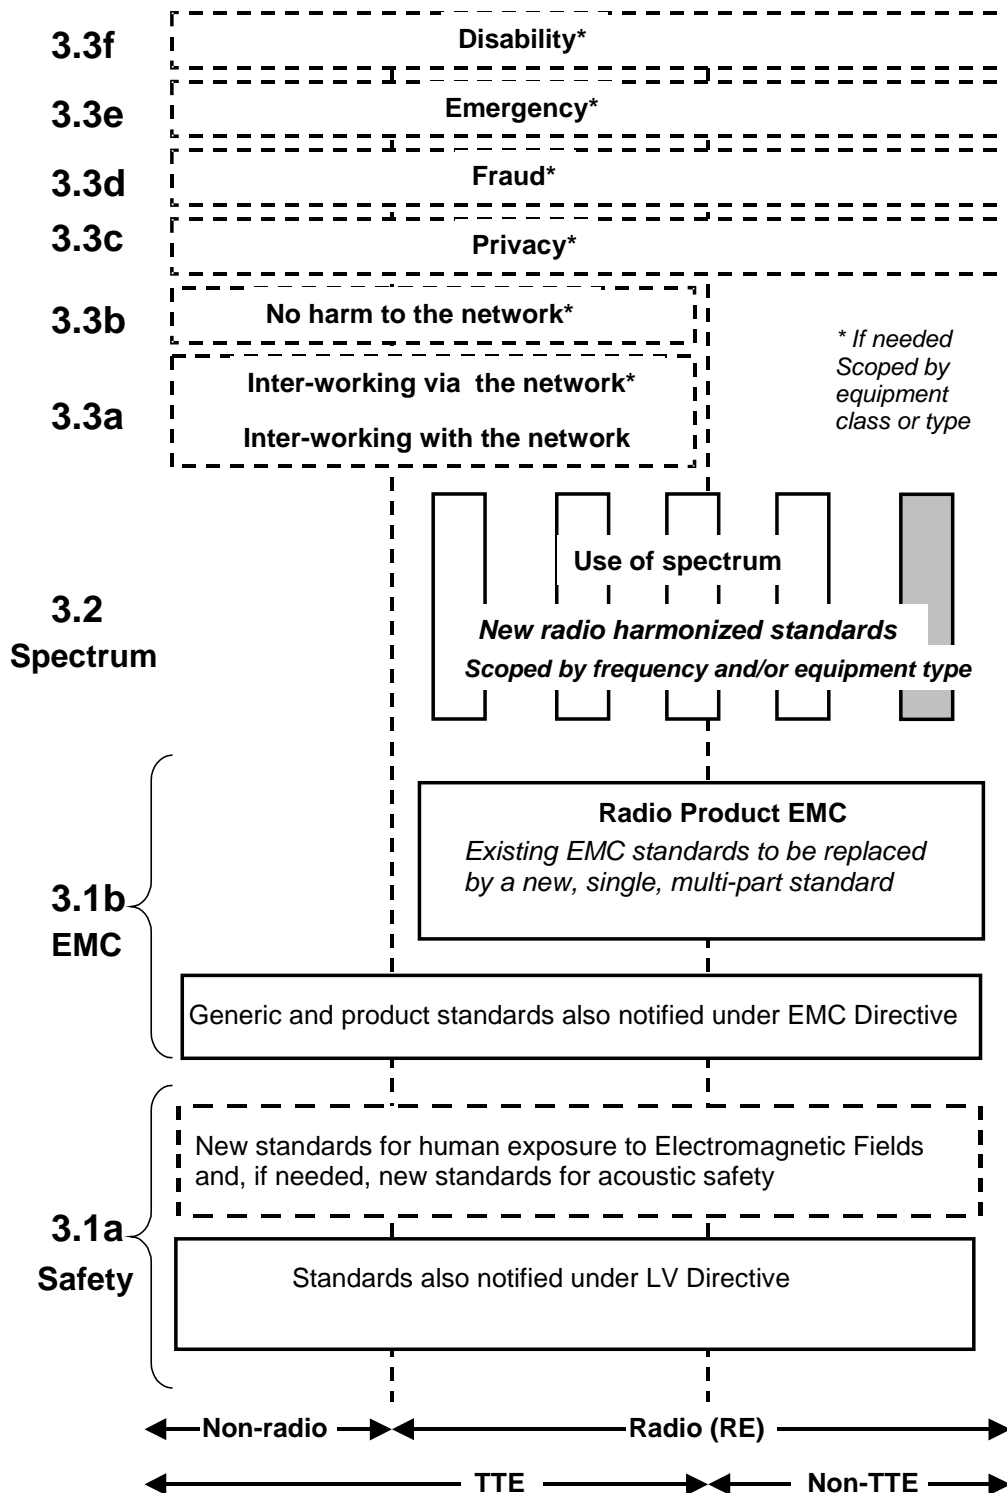 3.3f
Disability*
3.3e
Emergency*
3.3d
Fraud*
3.3c
Privacy*
3.3b
No harm to the network*
* If needed
Scoped by
equipment
class or type
3.3a
Inter-working via the network*
Inter-working with the network
3.2
Spectrum
Use of spectrum
New radio harmonized standards
Scoped by frequency and/or equipment type
3.1b
EMC
Radio Product EMC
Existing EMC standards to be replaced
by a new, single, multi-part standard
Generic and product standards also notified under EMC Directive
3.1a
Safety
New standards for human exposure to Electromagnetic Fields
and, if needed, new standards for acoustic safety
Standards also notified under LV Directive
Non-radio
Radio (RE)
TTE
Non-TTE